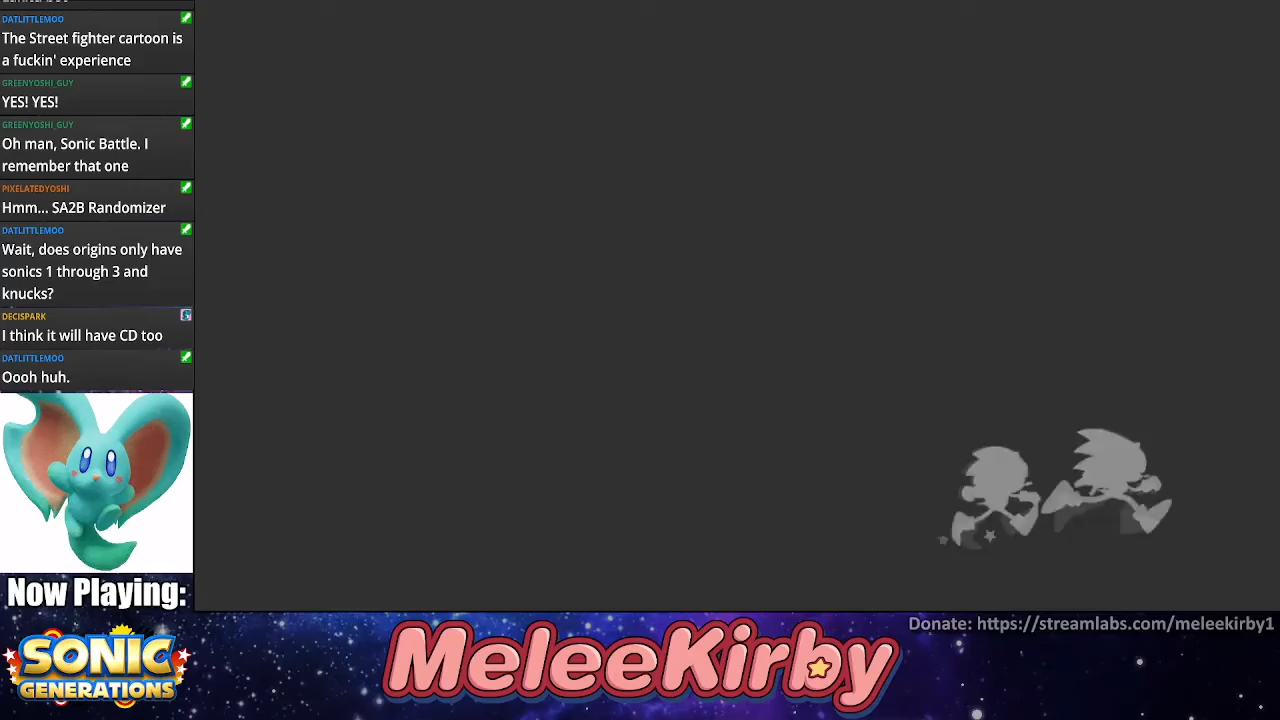 DATLITTLEMOO
The Street fighter cartoon is
a fuckin' experience
GREENYOSHI_GUY
YES! YES!
GREENYOSHI_GUY
Oh man, Sonic Battle. I
remember that one
PIXELATEDYOSHI
Hmm... SA2B Randomizer
DATLITTLEMOO
Wait, does origins only have
sonics 1 through 3 and
knucks?
DECISPARK
I think it will have CD too
DATLITTLEMOO
Oooh huh.
Now Playing:
SONIC
GENERATIONS
MeleeKirby
Donate: https://streamlabs.com/meleekirby1